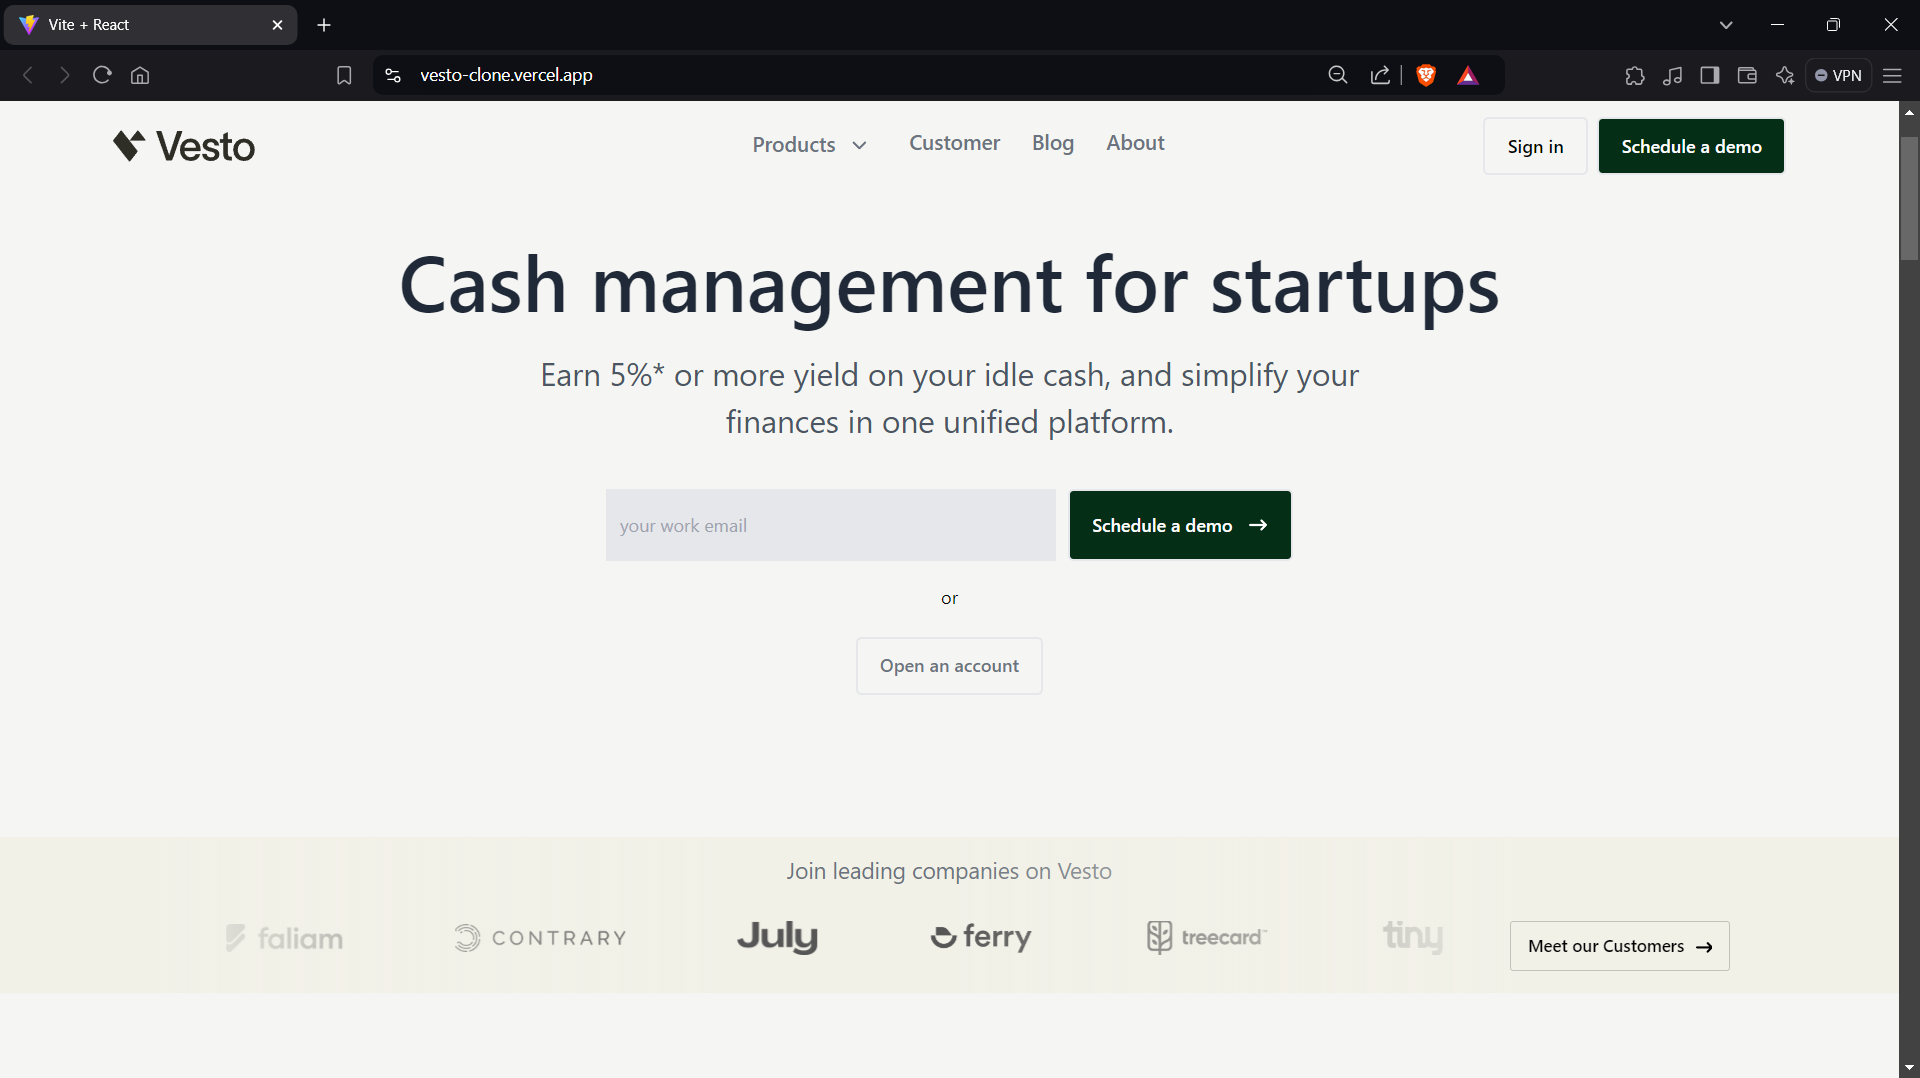 Vite + React
vesto-clone.vercel.app
VPN
Vesto
Products
Customer
Blog
About
Sign in
Schedule a demo
Cash management for startups
Earn 5%* or more yield on your idle cash, and simplify your
finances in one unified platform.
your work email
Schedule a demo
or
Open an account
Join leading companies on Vesto
faliam
CONTRARY
July
ferry
treecard
tiny
Meet our Customers